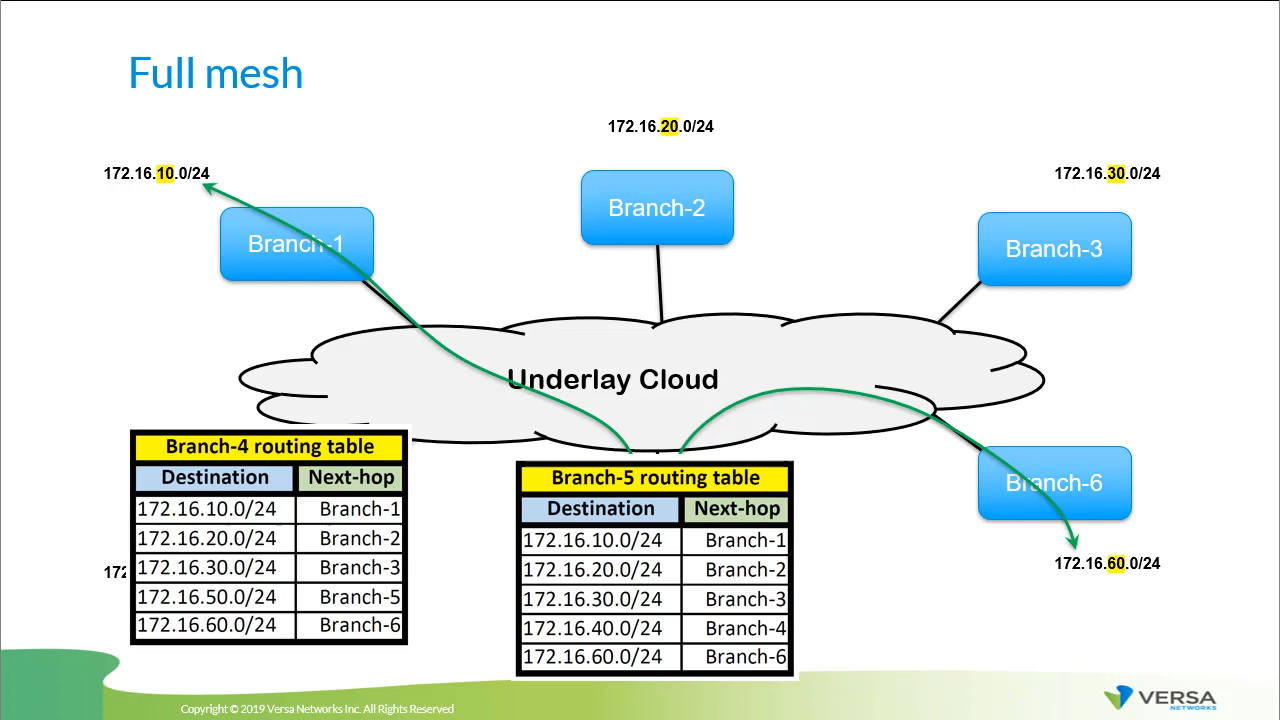 Full mesh
172.16.20.0/24
172.16.10.0/24
172.16.30.0/24
Branch-2
Branch-1
Branch-3
Underlay Cloud
Branch-4 routing table
Destination Next-hop
172.16.10.0/24 Branch-1
172.16.20.0/24 Branch-2
172.16.30.0/24 Branch-3
172.16.50.0/24 Branch-5
172.16.60.0/24 Branch-6
Branch-5 routing table
Destination Next-hop
172.16.10.0/24 Branch-1
172.16.20.0/24 Branch-2
172.16.30.0/24 Branch-3
172.16.40.0/24 Branch-4
172.16.60.0/24 Branch-6
Branch-6
172.16.60.0/24
Copyright © 2019 Versa Networks Inc. All Rights Reserved
VERSA
NETWORKS